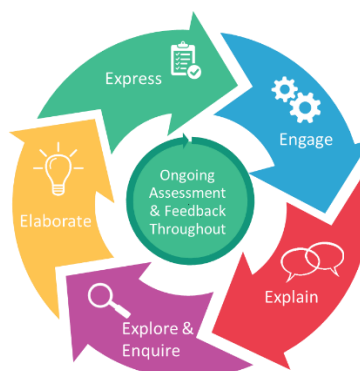 Express
Engage
Ongoing
Assessment
& Feedback
Throughout
Elaborate
Explain
Explore &
Enquire